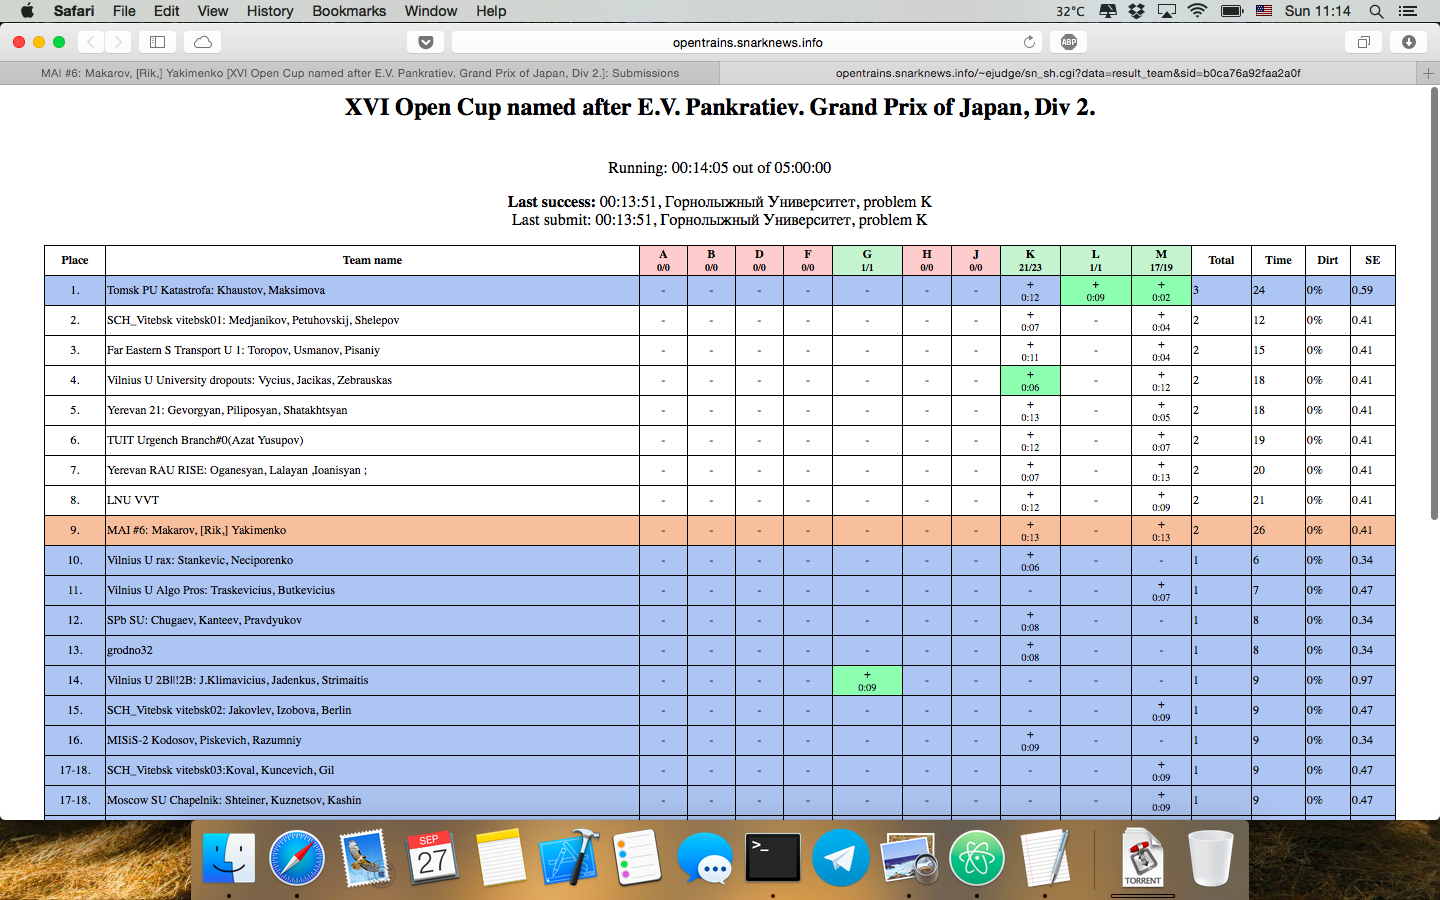 Safari File Edit View History Bookmarks Window Help 32°C Sun 11:14
opentrains.snarknews.info ABP
MAI #6: Makarov, [Rik,] Yakimenko [XVI Open Cup named after E.V. Pankratiev. Grand Prix of Japan, Div 2.]: Submissions opentrains.snarknews.info/~ejudge/sn_sh.cgi?data=result_team&sid=b0ca76a92faa2a0f
XVI Open Cup named after E.V. Pankratiev. Grand Prix of Japan, Div 2.
Running: 00:14:05 out of 05:00:00
Last success: 00:13:51, Горнолыжный Университет, problem K
Last submit: 00:13:51, Горнолыжный Университет, problem K
Place Team name A B D F G H J K L M Total Time Dirt SE
0/0 0/0 0/0 0/0 1/1 0/0 0/0 21/23 1/1 17/19
1. Tomsk PU Katastrofa: Khaustov, Maksimova - - - - - - - + 0:12 + 0:09 + 0:02 3 24 0% 0.59
2. SCH_Vitebsk vitebsk01: Medjanikov, Petuhovskij, Shelepov - - - - - - - + 0:07 - + 0:04 2 12 0% 0.41
3. Far Eastern S Transport U 1: Toropov, Usmanov, Pisaniy - - - - - - - + 0:11 - + 0:04 2 15 0% 0.41
4. Vilnius U University dropouts: Vycius, Jacikas, Zebrauskas - - - - - - - + 0:06 - + 0:12 2 18 0% 0.41
5. Yerevan 21: Gevorgyan, Piliposyan, Shatakhtsyan - - - - - - - + 0:13 - + 0:05 2 18 0% 0.41
6. TUIT Urgench Branch#0(Azat Yusupov) - - - - - - - + 0:12 - + 0:07 2 19 0% 0.41
7. Yerevan RAU RISE: Oganesyan, Lalayan ,Ioanisyan ; - - - - - - - + 0:07 - + 0:13 2 20 0% 0.41
8. LNU VVT - - - - - - - + 0:12 - + 0:09 2 21 0% 0.41
9. MAI #6: Makarov, [Rik,] Yakimenko - - - - - - - + 0:13 - + 0:13 2 26 0% 0.41
10. Vilnius U rax: Stankevic, Neciporenko - - - - - - - + 0:06 - - 1 6 0% 0.34
11. Vilnius U Algo Pros: Traskevicius, Butkevicius - - - - - - - - - + 0:07 1 7 0% 0.47
12. SPb SU: Chugaev, Kanteev, Pravdyukov - - - - - - - + 0:08 - - 1 8 0% 0.34
13. grodno32 - - - - - - - + 0:08 - - 1 8 0% 0.34
14. Vilnius U 2B||!2B: J.Klimavicius, Jadenkus, Strimaitis - - - - + 0:09 - - - - - 1 9 0% 0.97
15. SCH_Vitebsk vitebsk02: Jakovlev, Izobova, Berlin - - - - - - - - - + 0:09 1 9 0% 0.47
16. MISiS-2 Kodosov, Piskevich, Razumniy - - - - - - - + 0:09 - - 1 9 0% 0.34
17-18. SCH_Vitebsk vitebsk03:Koval, Kuncevich, Gil - - - - - - - - - + 0:09 1 9 0% 0.47
17-18. Moscow SU Chapelnik: Shteiner, Kuznetsov, Kashin - - - - - - - - - + 0:09 1 9 0% 0.47
SEP
27
>_
TORRENT